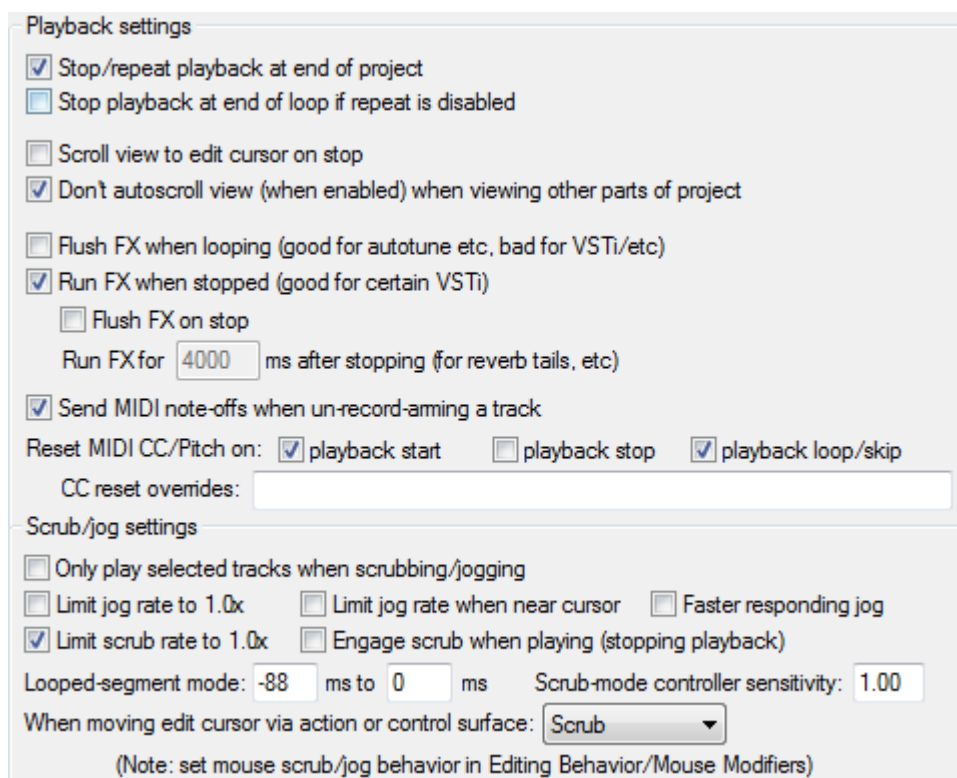 Playback settings
Stop/repeat playback at end of project
Stop playback at end of loop if repeat is disabled
Scroll view to edit cursor on stop
Don't autoscroll view (when enabled) when viewing other parts of project
Flush FX when looping (good for autotune etc, bad for VSTi/etc)
Run FX when stopped (good for certain VSTi)
Flush FX on stop
Run FX for 4000 ms after stopping (for reverb tails, etc)
Send MIDI note-offs when un-record-arming a track
Reset MIDI CC/Pitch on: playback start playback stop playback loop/skip
CC reset overrides:
Scrub/jog settings
Only play selected tracks when scrubbing/jogging
Limit jog rate to 1.0x Limit jog rate when near cursor Faster responding jog
Limit scrub rate to 1.0x Engage scrub when playing (stopping playback)
Looped-segment mode: -88 ms to 0 ms Scrub-mode controller sensitivity: 1.00
When moving edit cursor via action or control surface: Scrub
(Note: set mouse scrub/jog behavior in Editing Behavior/Mouse Modifiers)